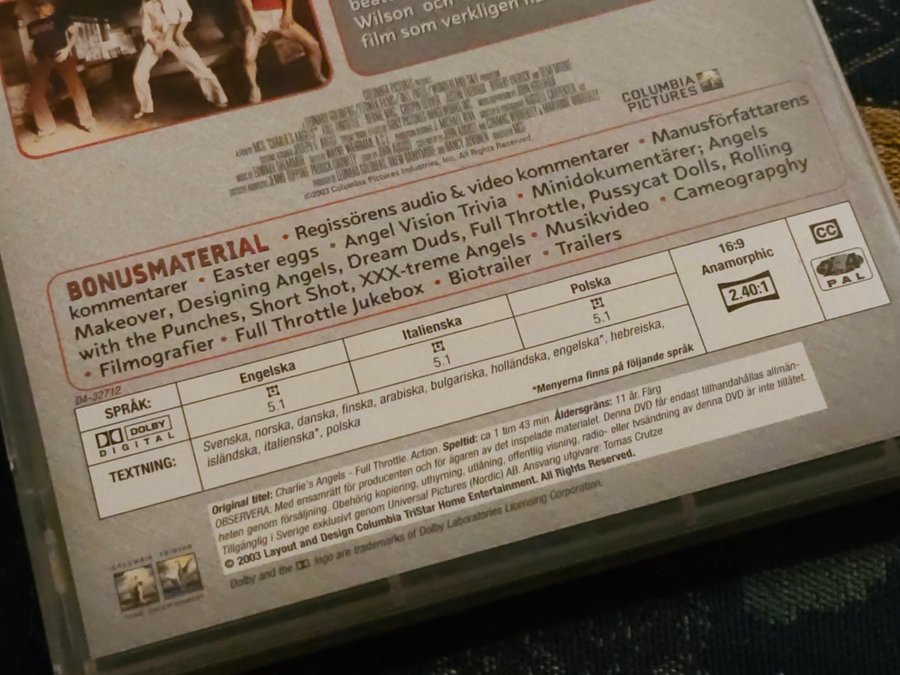 Wilson och
film som verkligen
COLUMBIA
PICTURES
©2003 Columbia Pictures Industries, Inc. All Rights Reserved.
BONUSMATERIAL • Regissörens audio & video kommentarer • Manusförfattarens
kommentarer • Easter eggs • Angel Vision Trivia • Minidokumentärer; Angels
Makeover, Designing Angels, Dream Duds, Full Throttle, Pussycat Dolls, Rolling
with the Punches, Short Shot, XXX-treme Angels • Musikvideo • Cameograpghy
• Filmografier • Full Throttle Jukebox • Biotrailer • Trailers
D4-32712
SPRÅK:
Engelska
5.1
Italienska
5.1
Polska
5.1
16:9
Anamorphic
2.40:1
CC
2 4
PAL
DOLBY
DIGITAL
TEXTNING:
Svenska, norska, danska, finska, arabiska, bulgariska, holländska, engelska*, hebreiska,
isländska, italienska*, polska
*Menyerna finns på följande språk
Original titel: Charlie's Angels - Full Throttle. Action. Speltid: ca 1 tim 43 min. Åldersgräns: 11 år. Färg
OBSERVERA: Med ensamrätt för producenten och för ägaren av det inspelade materialet. Denna DVD får endast tillhandahållas allmän-
heten genom försäljning. Obehörig kopiering, uthyrning, utlåning, offentlig visning, radio- eller tvsändning av denna DVD är inte tillåtet.
Tillgänglig i Sverige exklusivt genom Universal Pictures (Nordic) AB. Ansvarig utgivare: Tomas Crutze
© 2003 Layout and Design Columbia TriStar Home Entertainment. All Rights Reserved.
Dolby and the logo are trademarks of Dolby Laboratories Licensing Corporation.
COLUMBIA TRISTAR
HOME ENTERTAINMENT